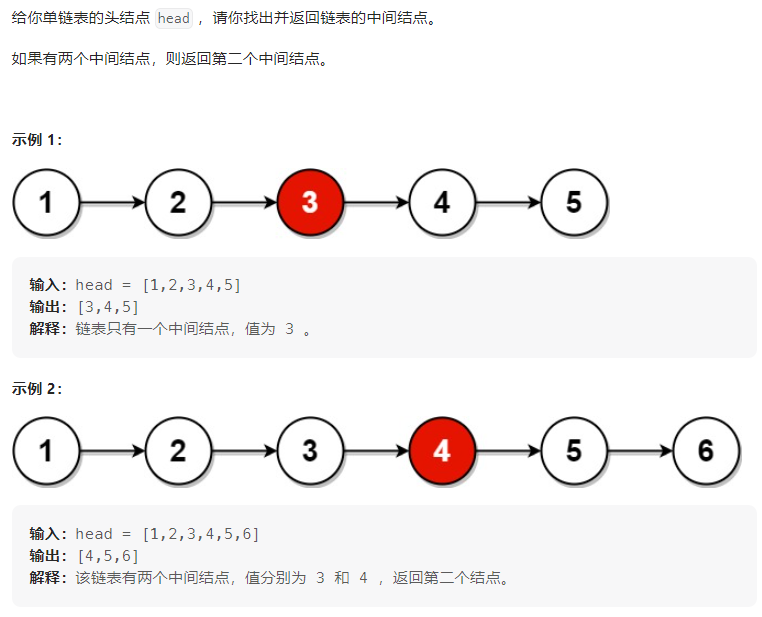 给你单链表的头结点 head ，请你找出并返回链表的中间结点。
如果有两个中间结点，则返回第二个中间结点。
示例 1：
1 2 3 4 5
输入：head = [1,2,3,4,5]
输出：[3,4,5]
解释：链表只有一个中间结点，值为 3 。
示例 2：
1 2 3 4 5 6
输入：head = [1,2,3,4,5,6]
输出：[4,5,6]
解释：该链表有两个中间结点，值分别为 3 和 4 ，返回第二个结点。